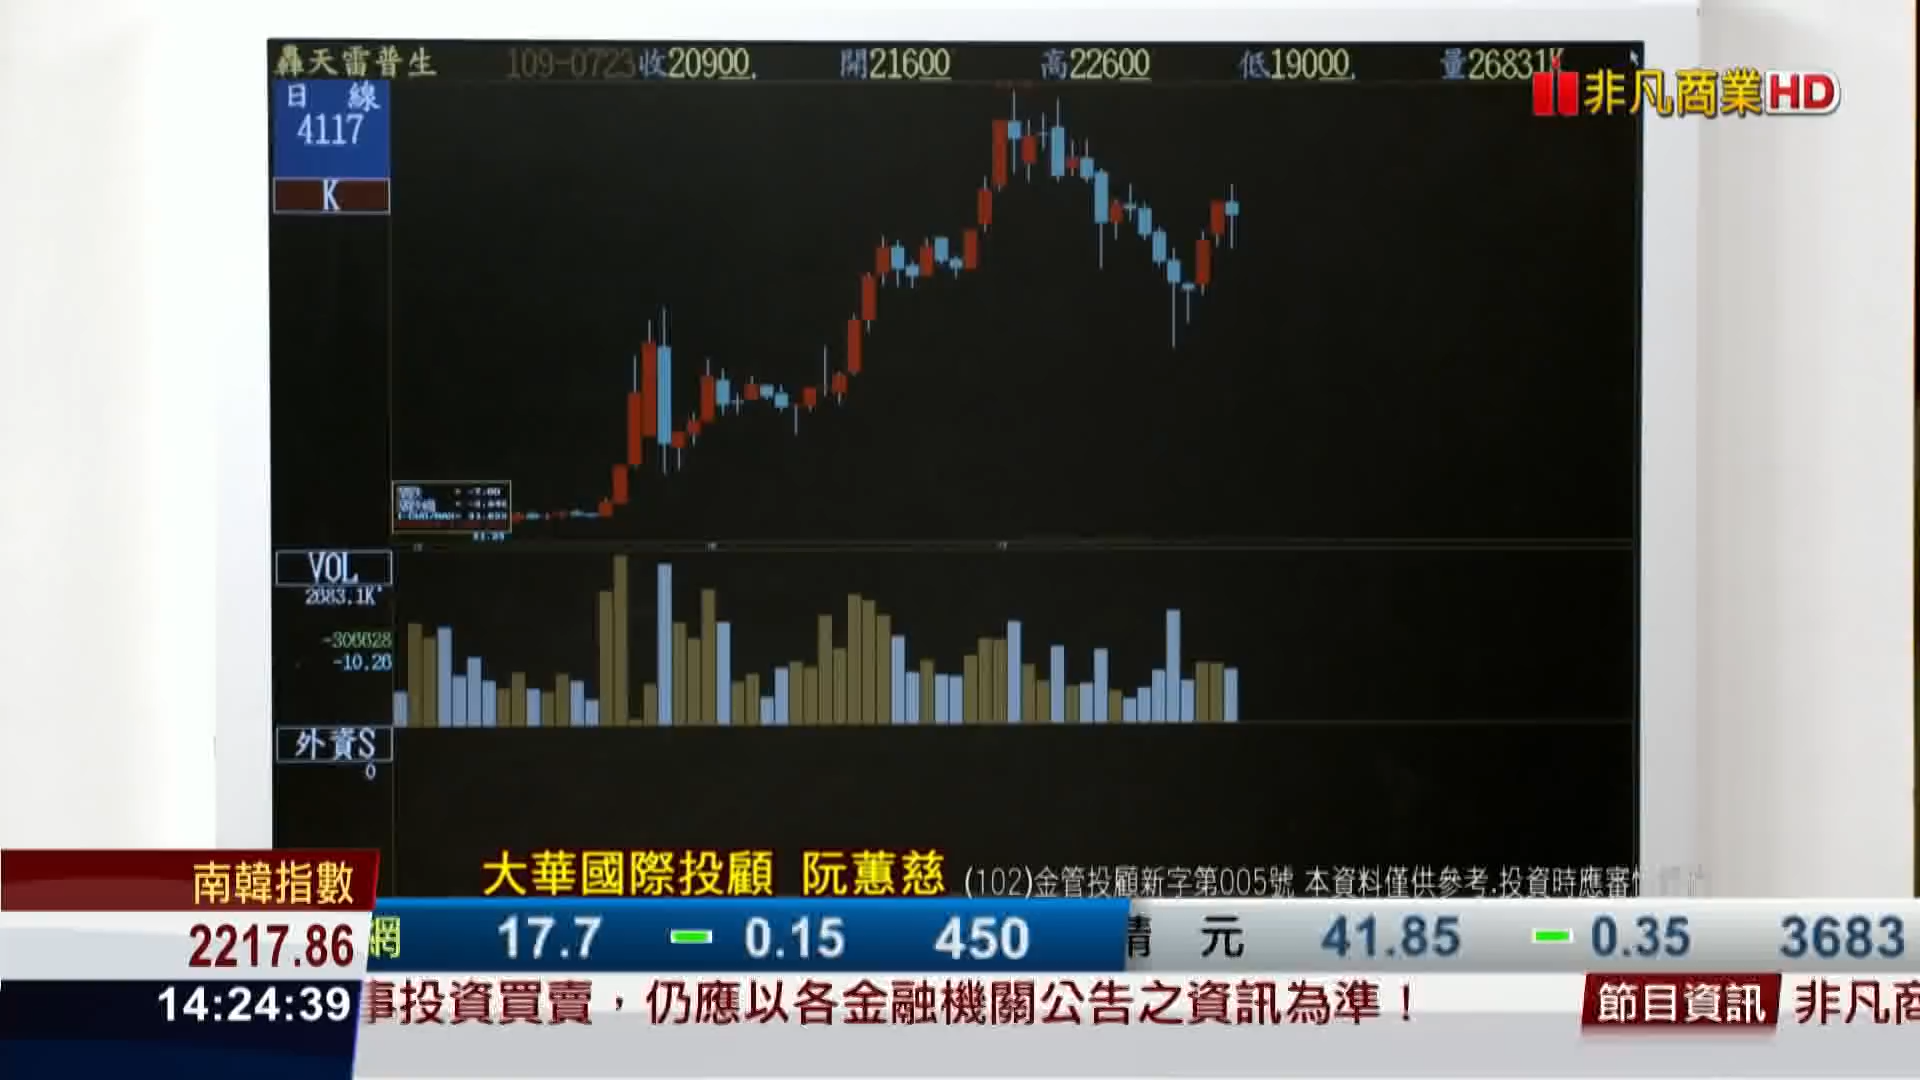 轟天雷普生 109-0723 收20900. 開21600 高22600 低19000. 量26831K
非凡商業HD
日 線
4117
K
VOL
2683.1K
-306628
-10.26
外資S
0
南韓指數
2217.86
14:24:39
大華國際投顧 阮蕙慈 (102)金管投顧新字第005號 本資料僅供參考.投資時應審
網 17.7 0.15 450 元 41.85 0.35 3683
事投資買賣，仍應以各金融機關公告之資訊為準！ 節目資訊 非凡商